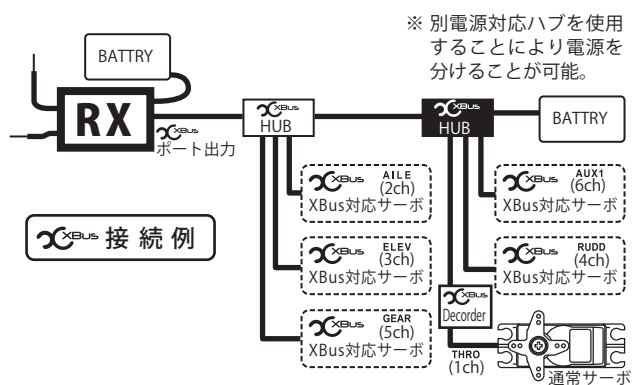 ※ 別電源対応ハブを使用
することにより電源を
分けることが可能。
BATTRY
RX
XBus
ポート出力
XBus
HUB
XBus
HUB
BATTRY
XBus AILE
(2ch)
XBus対応サーボ
XBus AUX1
(6ch)
XBus対応サーボ
XBus 接続例
XBus ELEV
(3ch)
XBus対応サーボ
XBus RUDD
(4ch)
XBus対応サーボ
XBus
Decorder
XBus GEAR
(5ch)
XBus対応サーボ
THRO
(1ch)
通常サーボ